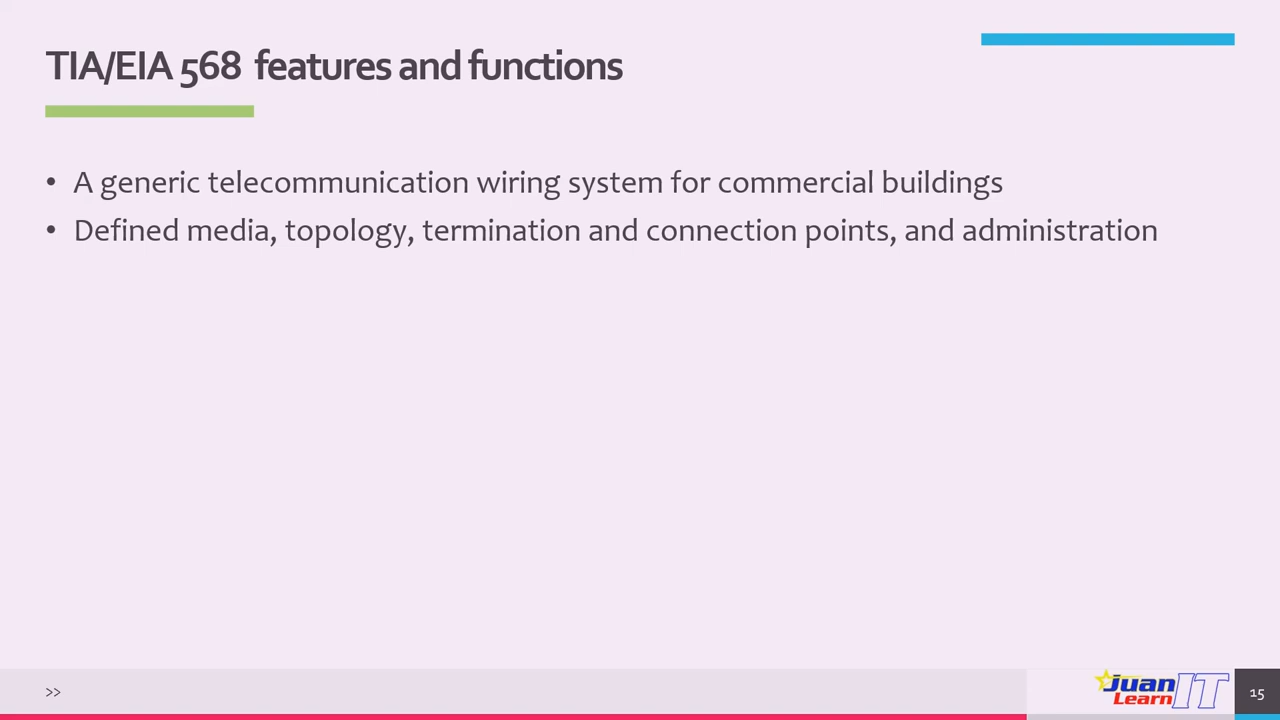 TIA/EIA 568 features and functions
• A generic telecommunication wiring system for commercial buildings
• Defined media, topology, termination and connection points, and administration
>>
Juan
Learn IT
15